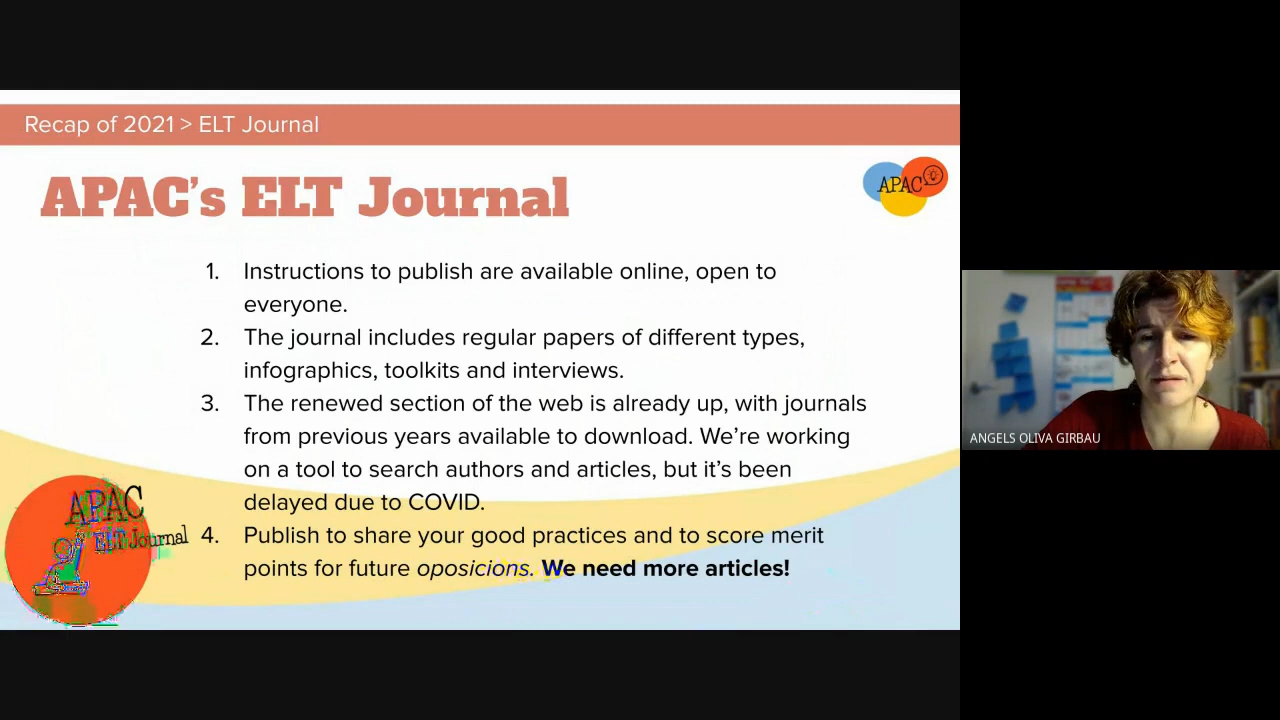 Recap of 2021 > ELT Journal
APAC's ELT Journal
APAC
1. Instructions to publish are available online, open to
everyone.
2. The journal includes regular papers of different types,
infographics, toolkits and interviews.
3. The renewed section of the web is already up, with journals
from previous years available to download. We're working
on a tool to search authors and articles, but it's been
delayed due to COVID.
4. Publish to share your good practices and to score merit
points for future oposicions. We need more articles!
APAC
ELT Journal
ANGELS OLIVA GIRBAU